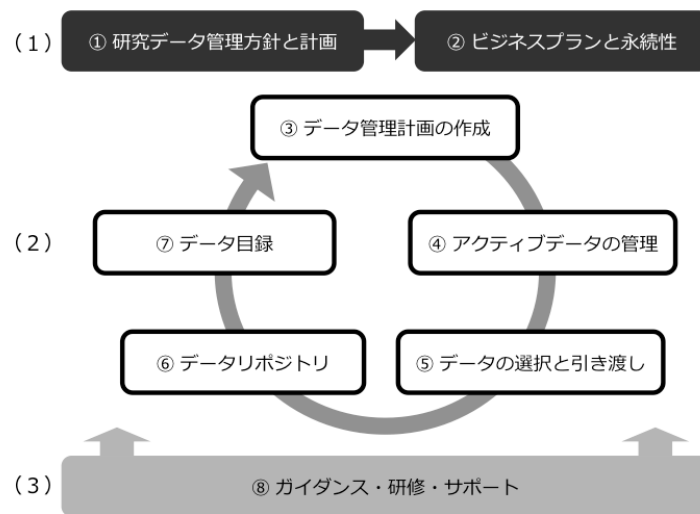 (1) ① 研究データ管理方針と計画 ② ビジネスプランと永続性
③ データ管理計画の作成
(2) ⑦ データ目録 ④ アクティブデータの管理
⑥ データリポジトリ ⑤ データの選択と引き渡し
(3) ⑧ ガイダンス・研修・サポート